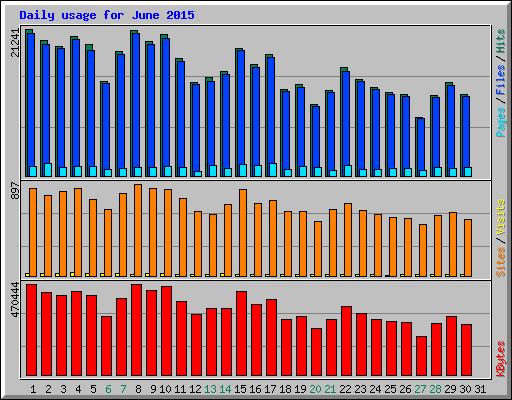 Daily usage for June 2015
21241
Pages / Files / Hits
897
Sites / Visits
470444
KBytes
1 2 3 4 5 6 7 8 9 10 11 12 13 14 15 16 17 18 19 20 21 22 23 24 25 26 27 28 29 30 31